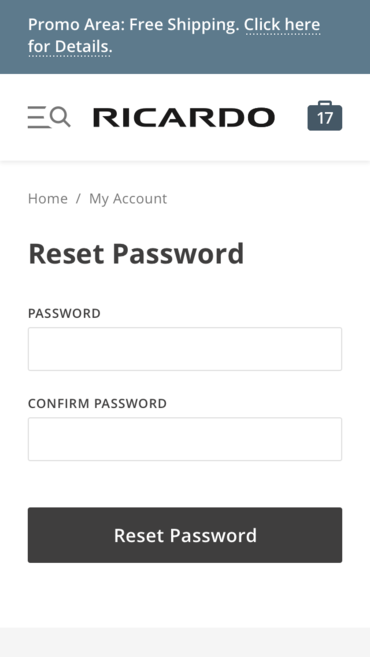 Promo Area: Free Shipping. Click here
for Details.
RICARDO
17
Home / My Account
Reset Password
PASSWORD
CONFIRM PASSWORD
Reset Password